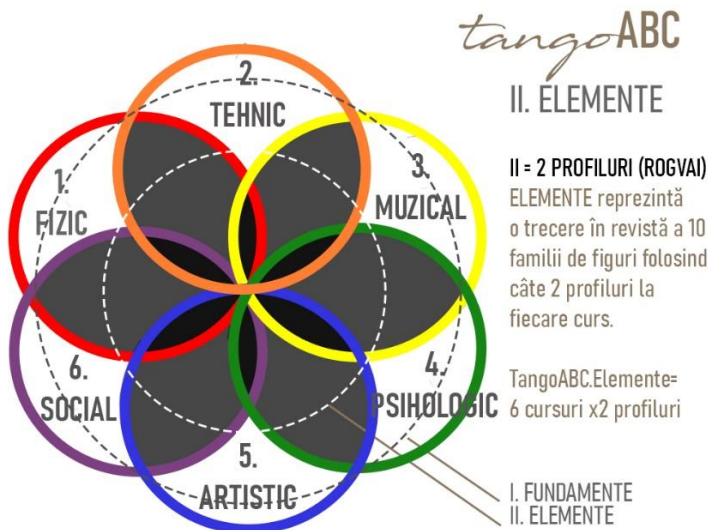 tangoABC
II. ELEMENTE
II = 2 PROFILURI (ROGVAI)
ELEMENTE reprezintă
o trecere în revistă a 10
familii de figuri folosind
câte 2 profiluri la
fiecare curs.
TangoABC.Elemente=
6 cursuri x2 profiluri
I. FUNDAMENTE
II. ELEMENTE
1.
FIZIC
2.
TEHNIC
3.
MUZICAL
4.
PSIHOLOGIC
5.
ARTISTIC
6.
SOCIAL